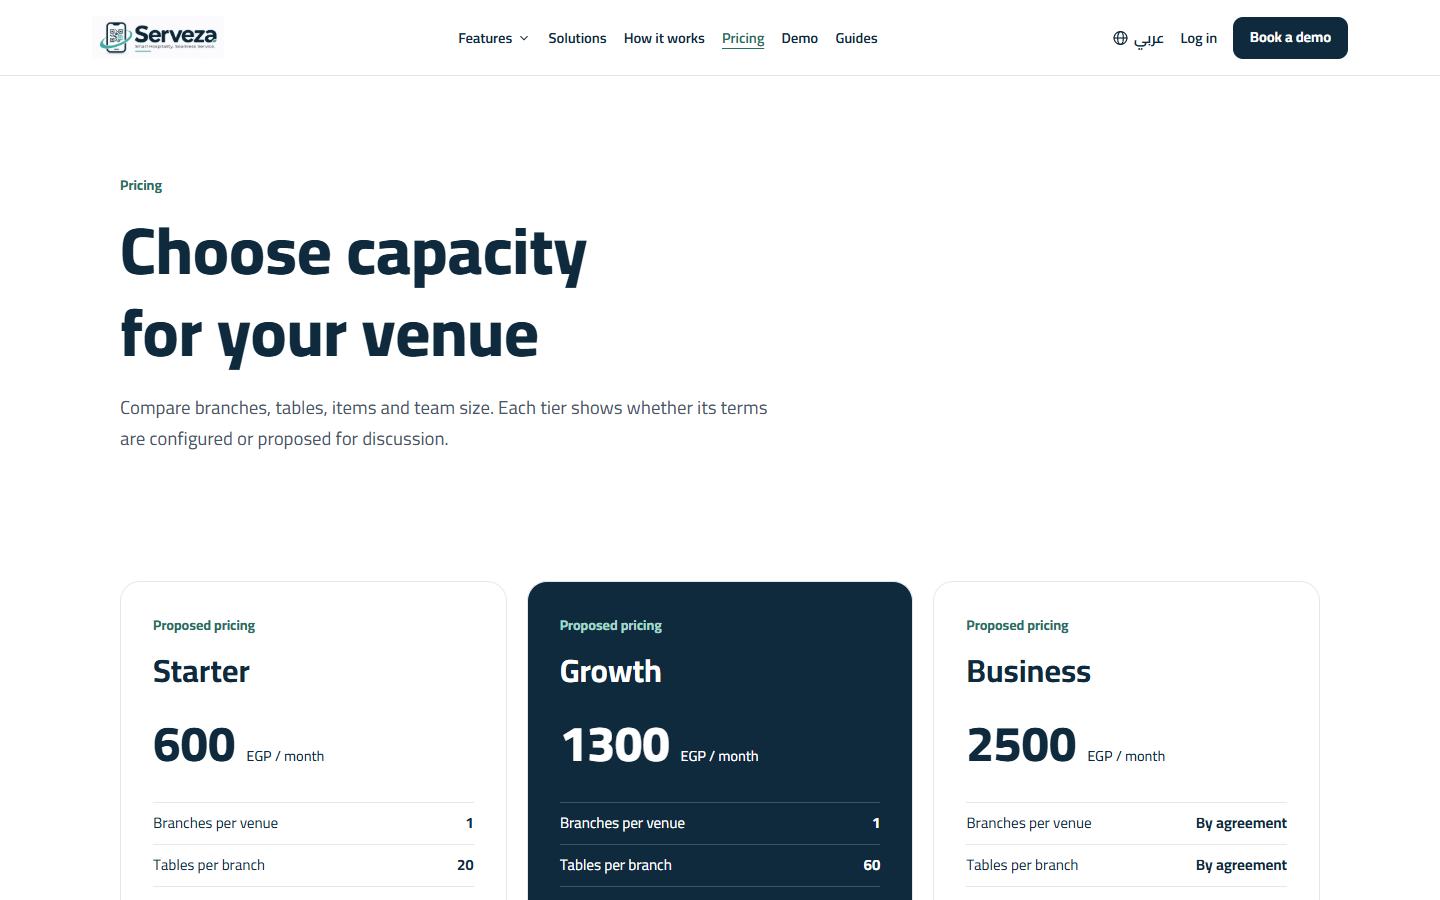 Serveza
Smart Hospitality. Seamless Service.
Features
Solutions
How it works
Pricing
Demo
Guides
عربي
Log in
Book a demo
Pricing
Choose capacity
for your venue
Compare branches, tables, items and team size. Each tier shows whether its terms
are configured or proposed for discussion.
Proposed pricing
Starter
600 EGP / month
Branches per venue 1
Tables per branch 20
Proposed pricing
Growth
1300 EGP / month
Branches per venue 1
Tables per branch 60
Proposed pricing
Business
2500 EGP / month
Branches per venue By agreement
Tables per branch By agreement